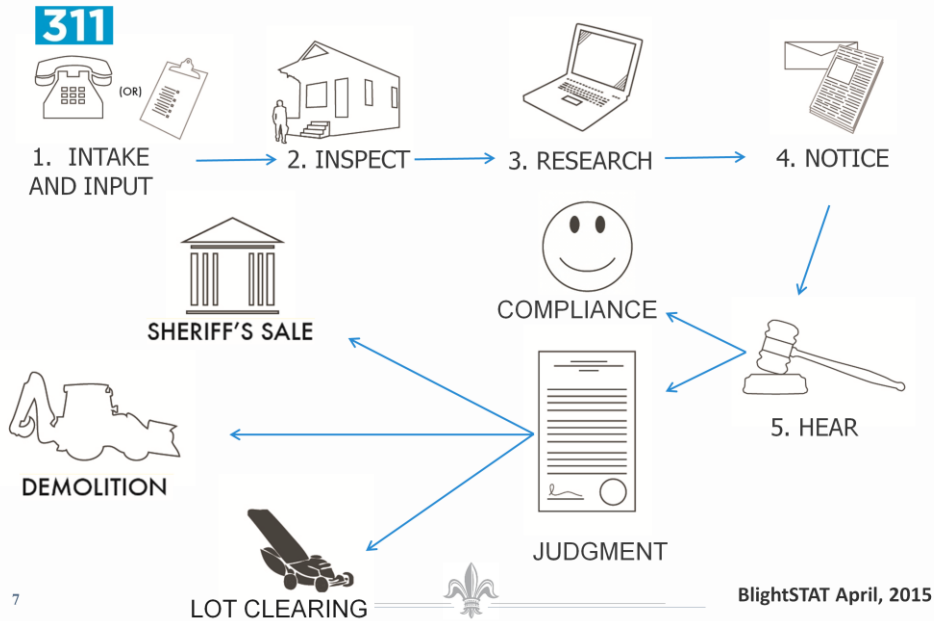 311
(OR)
1. INTAKE
AND INPUT
2. INSPECT
3. RESEARCH
4. NOTICE
COMPLIANCE
SHERIFF'S SALE
5. HEAR
DEMOLITION
JUDGMENT
LOT CLEARING
7
BlightSTAT April, 2015